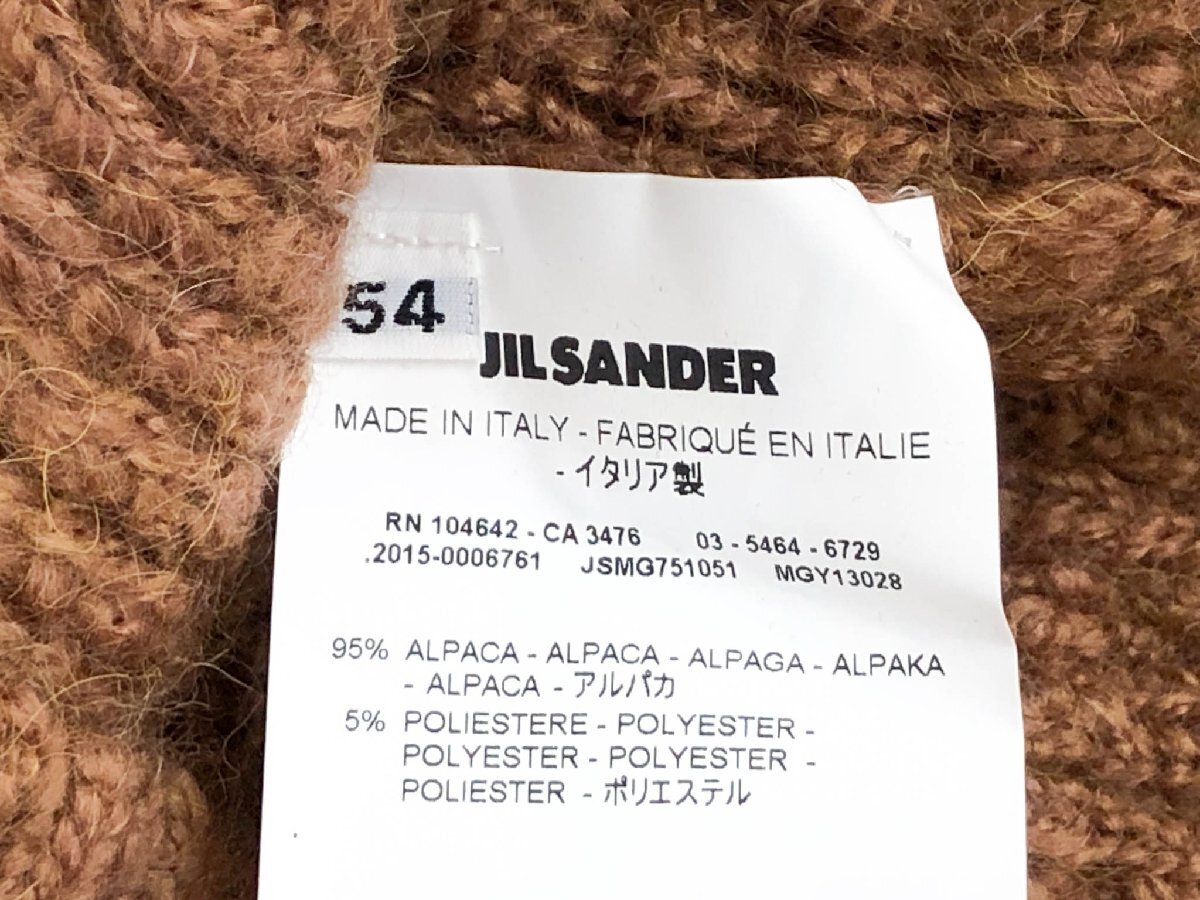 54
JIL SANDER
MADE IN ITALY - FABRIQUÉ EN ITALIE
- イタリア製
RN 104642 - CA 3476 03 - 5464 - 6729
.2015-0006761 JSMG751051 MGY13028
95% ALPACA - ALPACA - ALPAGA - ALPAKA
- ALPACA - アルパカ
5% POLIESTERE - POLYESTER -
POLYESTER - POLYESTER -
POLIESTER - ポリエステル